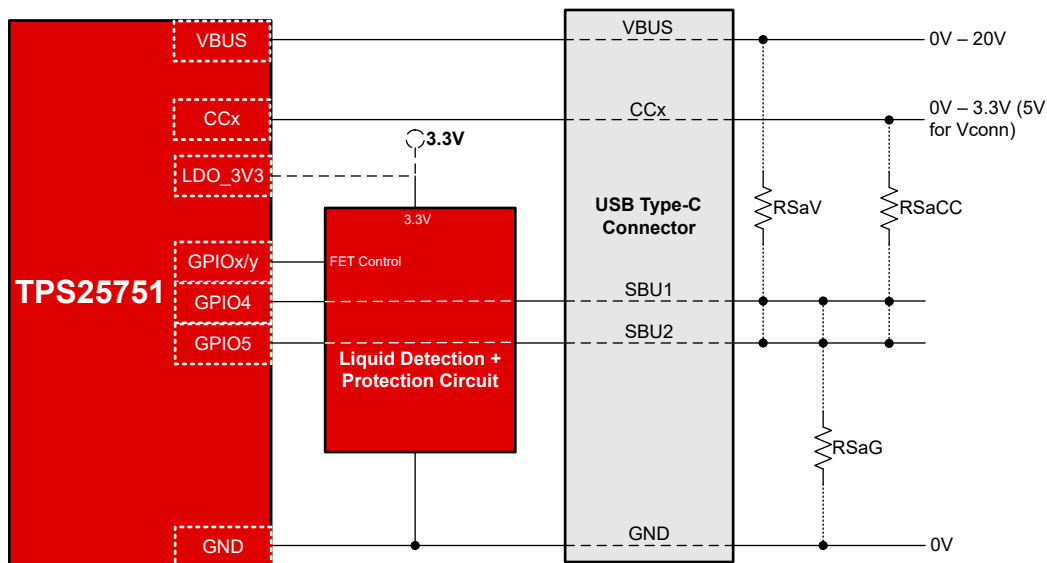 VBUS
VBUS
0V – 20V
CCx
CCx
0V – 3.3V (5V
for Vconn)
3.3V
LDO_3V3
3.3V
USB Type-C
Connector
RSaV
RSaCC
GPIOx/y
FET Control
TPS25751
GPIO4
SBU1
GPIO5
SBU2
Liquid Detection +
Protection Circuit
RSaG
GND
GND
0V